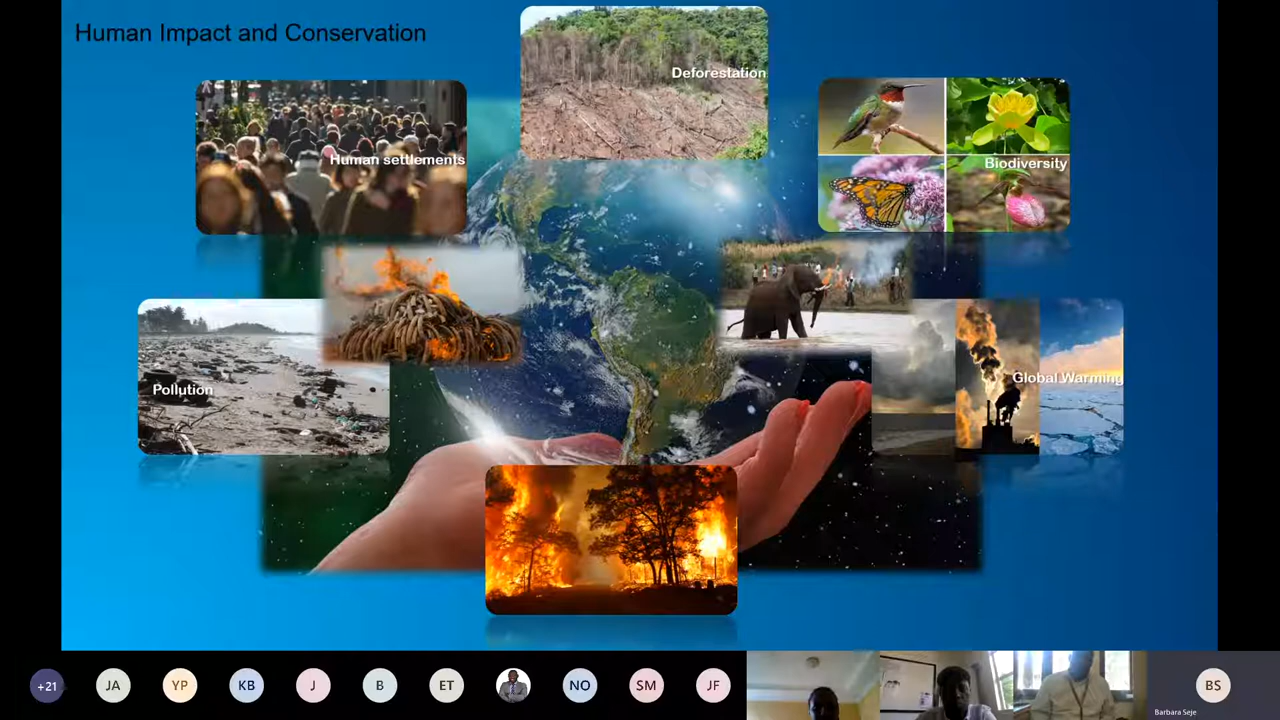 Human Impact and Conservation
Deforestation
Human settlements
Biodiversity
Pollution
Global Warming
+21
JA
YP
KB
J
B
ET
NO
SM
JF
BS
Barbara Seje